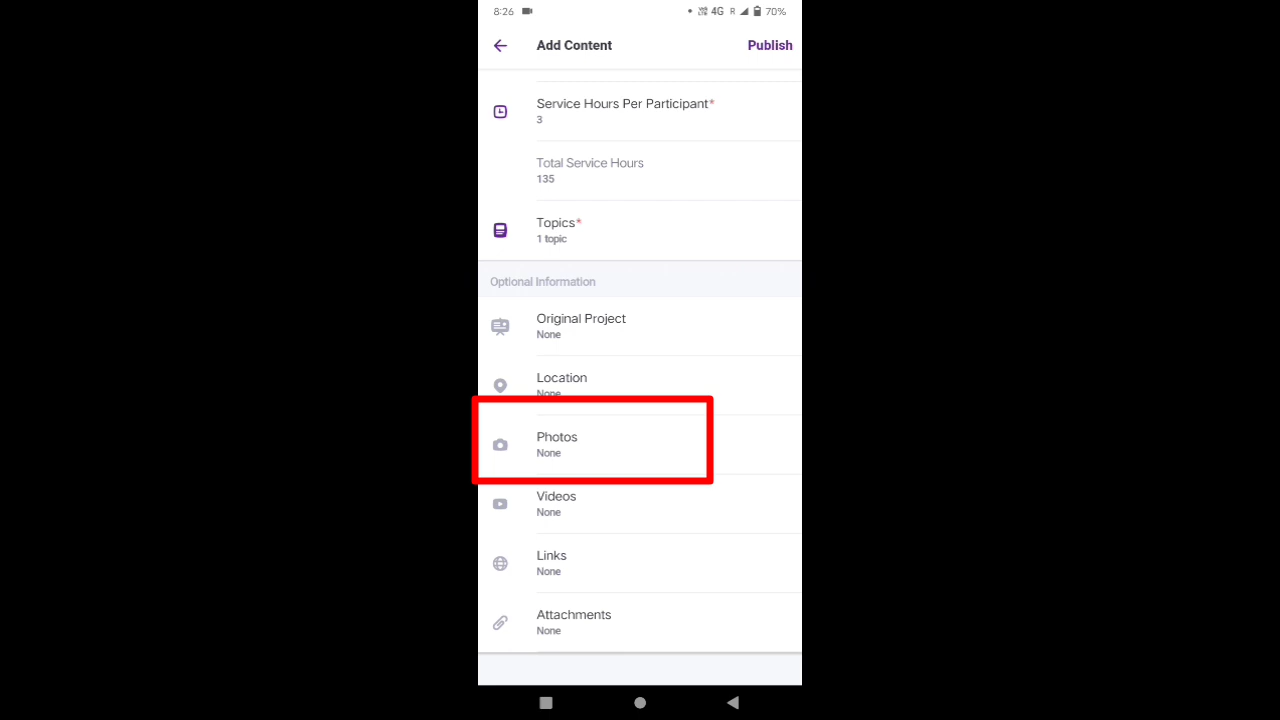 8:26 4G R 70%
Add Content Publish
Service Hours Per Participant*
3
Total Service Hours
135
Topics*
1 topic
Optional Information
Original Project
None
Location
None
Photos
None
Videos
None
Links
None
Attachments
None